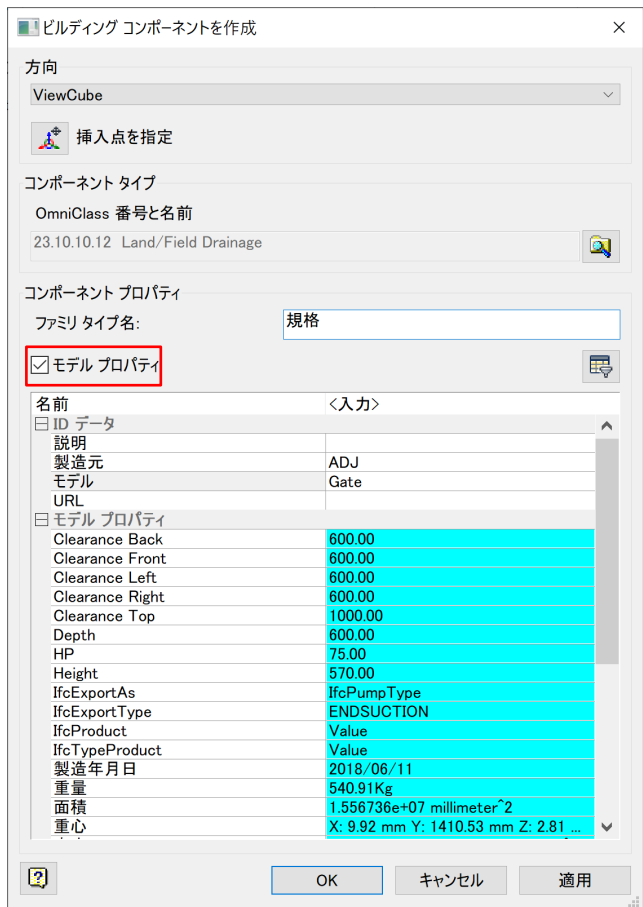 ビルディング コンポーネントを作成
方向
ViewCube
挿入点を指定
コンポーネント タイプ
OmniClass 番号と名前
23.10.10.12 Land/Field Drainage
コンポーネント プロパティ
ファミリ タイプ名: 規格
モデル プロパティ
名前 <入力>
ID データ
説明
製造元 ADJ
モデル Gate
URL
モデル プロパティ
Clearance Back 600.00
Clearance Front 600.00
Clearance Left 600.00
Clearance Right 600.00
Clearance Top 1000.00
Depth 600.00
HP 75.00
Height 570.00
IfcExportAs IfcPumpType
IfcExportType ENDSUCTION
IfcProduct Value
IfcTypeProduct Value
製造年月日 2018/06/11
重量 540.91Kg
面積 1.556736e+07 millimeter^2
重心 X: 9.92 mm Y: 1410.53 mm Z: 2.81 ...
OK キャンセル 適用